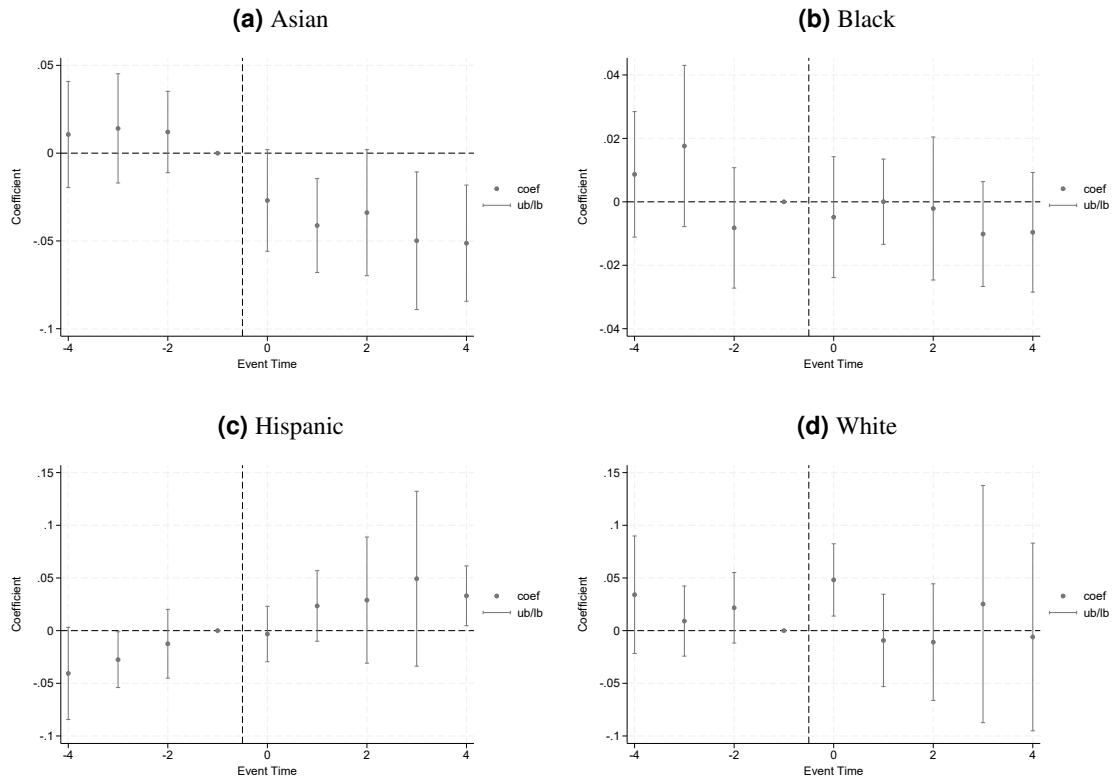 (a) Asian
.05
0
-.05
-.1
Coefficient
-4
-2
0
2
4
Event Time
coef
ub/lb
(b) Black
.04
.02
0
-.02
-.04
Coefficient
-4
-2
0
2
4
Event Time
coef
ub/lb
(c) Hispanic
.15
.1
.05
0
-.05
-.1
Coefficient
-4
-2
0
2
4
Event Time
coef
ub/lb
(d) White
.15
.1
.05
0
-.05
-.1
Coefficient
-4
-2
0
2
4
Event Time
coef
ub/lb